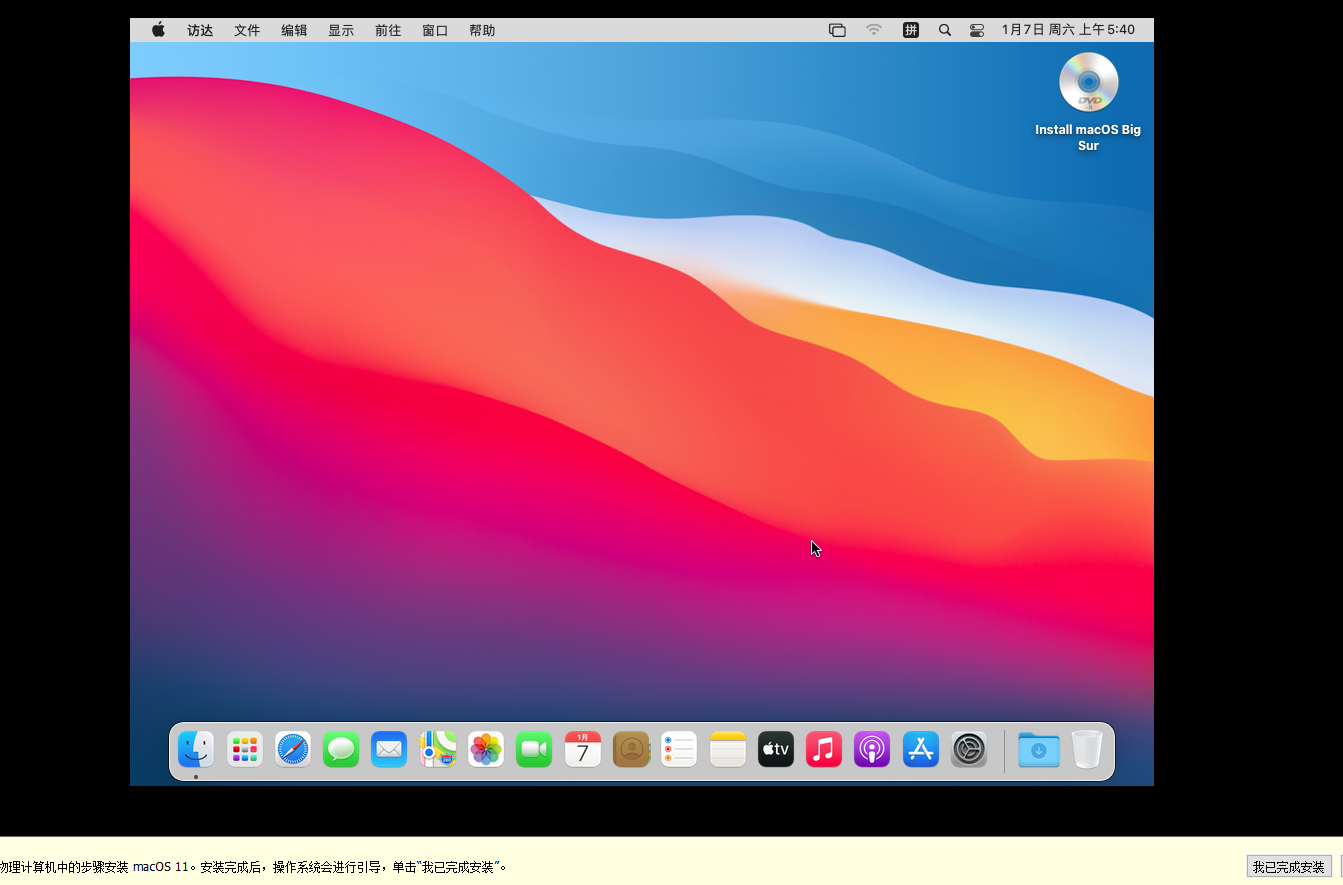 访达 文件 编辑 显示 前往 窗口 帮助 拼 1月7日 周六 上午5:40
DVD
Install macOS Big
Sur
1月
7
280
tv
物理计算机中的步骤安装 macOS 11。安装完成后，操作系统会进行引导，单击“我已完成安装”。
我已完成安装